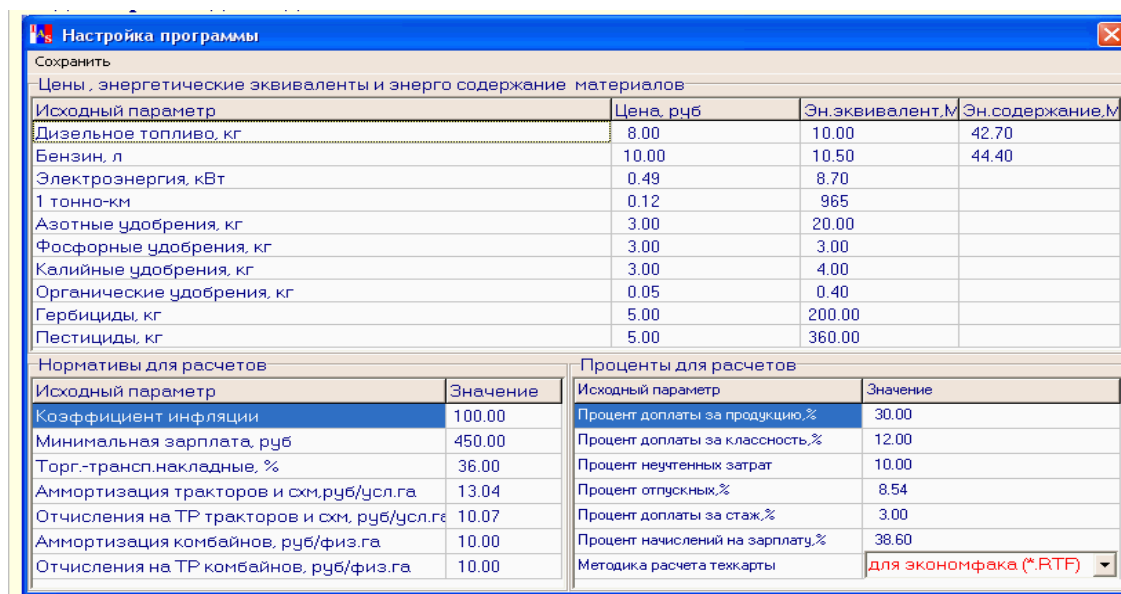 Настройка программы
Сохранить
Цены , энергетические эквиваленты и энерго содержание материалов
Исходный параметр Цена, руб Эн.эквивалент,М Эн.содержание,М
Дизельное топливо, кг 8.00 10.00 42.70
Бензин, л 10.00 10.50 44.40
Электроэнергия, кВт 0.49 8.70
1 тонно-км 0.12 965
Азотные удобрения, кг 3.00 20.00
Фосфорные удобрения, кг 3.00 3.00
Калийные удобрения, кг 3.00 4.00
Органические удобрения, кг 0.05 0.40
Гербициды, кг 5.00 200.00
Пестициды, кг 5.00 360.00
Нормативы для расчетов
Исходный параметр Значение
Коэффициент инфляции 100.00
Минимальная зарплата, руб 450.00
Торг.-трансп.накладные, % 36.00
Аммортизация тракторов и схм,руб/усл.га 13.04
Отчисления на ТР тракторов и схм, руб/усл.га 10.07
Аммортизация комбайнов, руб/физ.га 10.00
Отчисления на ТР комбайнов, руб/физ.га 10.00
Проценты для расчетов
Исходный параметр Значение
Процент доплаты за продукцию,% 30.00
Процент доплаты за классность,% 12.00
Процент неучтенных затрат 10.00
Процент отпускных,% 8.54
Процент доплаты за стаж,% 3.00
Процент начислений на зарплату,% 38.60
Методика расчета техкарты для экономфака (*.RTF)